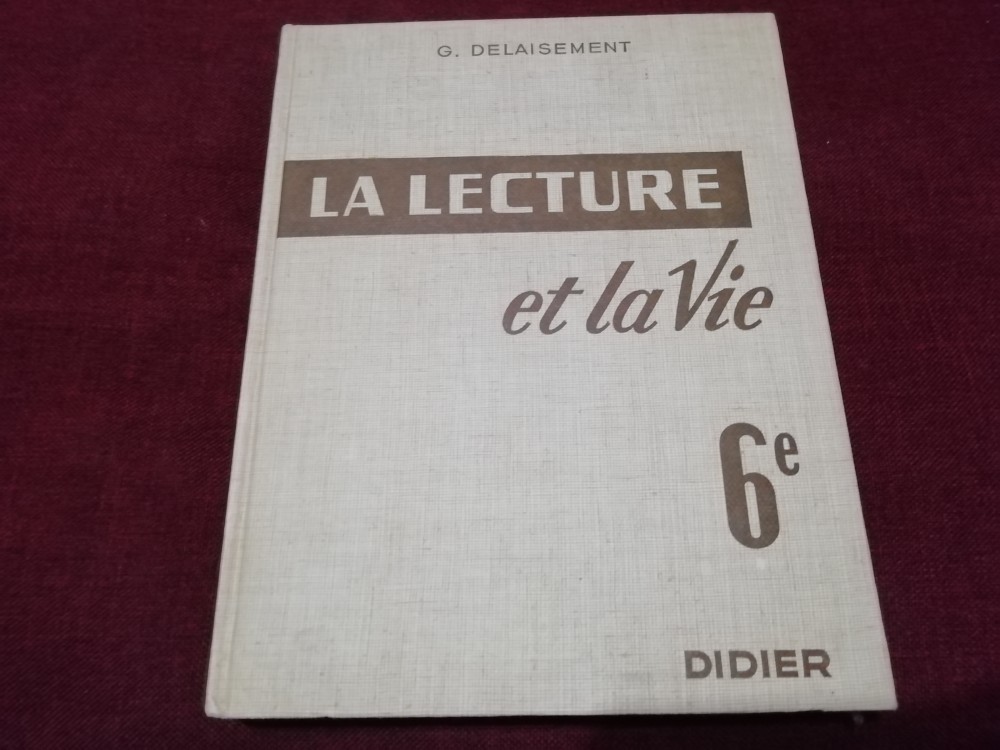 G. DELAISEMENT
LA LECTURE
et la Vie
6e
DIDIER